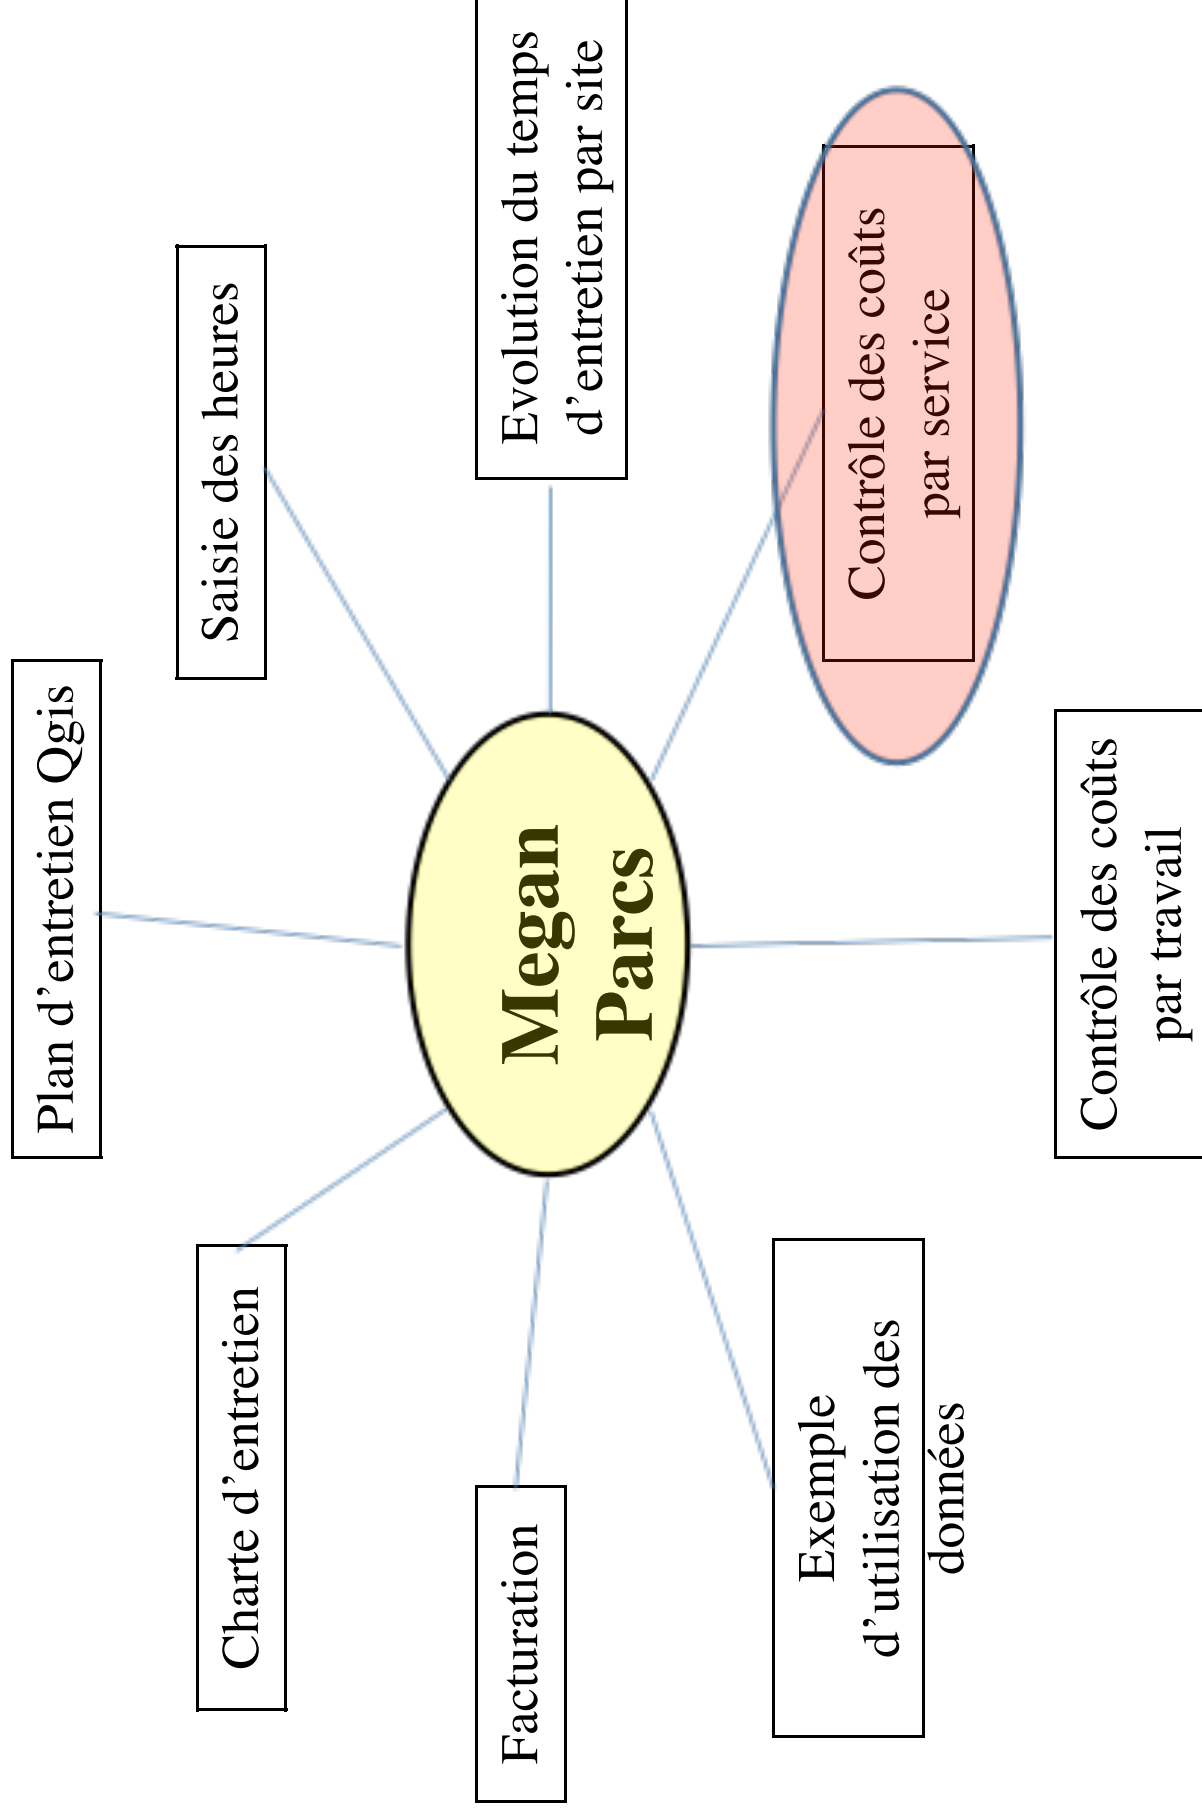 Plan d’entretien Qgis
Charte d’entretien
Saisie des heures
Facturation
Megan
Parcs
Evolution du temps
d’entretien par site
Exemple
d’utilisation des
données
Contrôle des coûts
par service
Contrôle des coûts
par travail